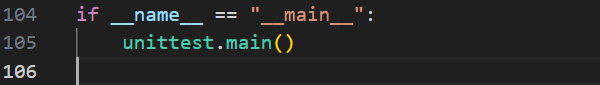 104 if __name__ == "__main__":
105     unittest.main()
106